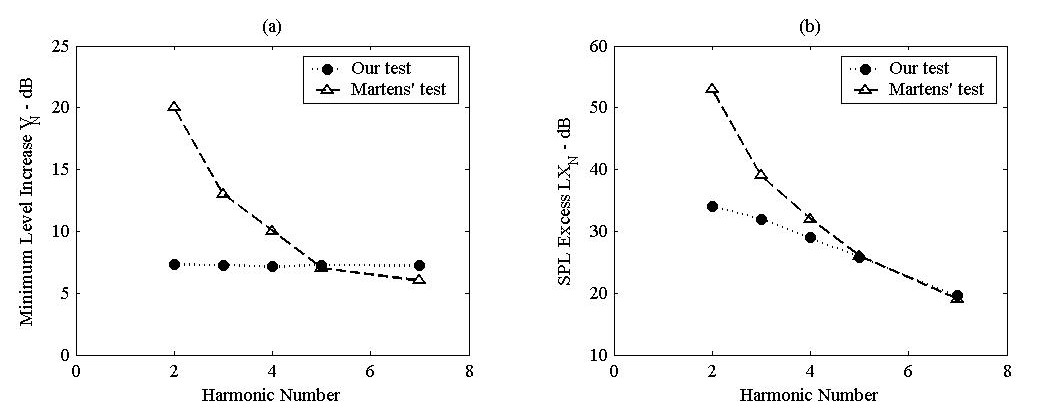 (a)
Minimum Level Increase V_N - dB
25
20
15
10
5
0
0 2 4 6 8
Harmonic Number
Our test
Martens' test
(b)
SPL Excess LX_N - dB
60
50
40
30
20
10
0 2 4 6 8
Harmonic Number
Our test
Martens' test